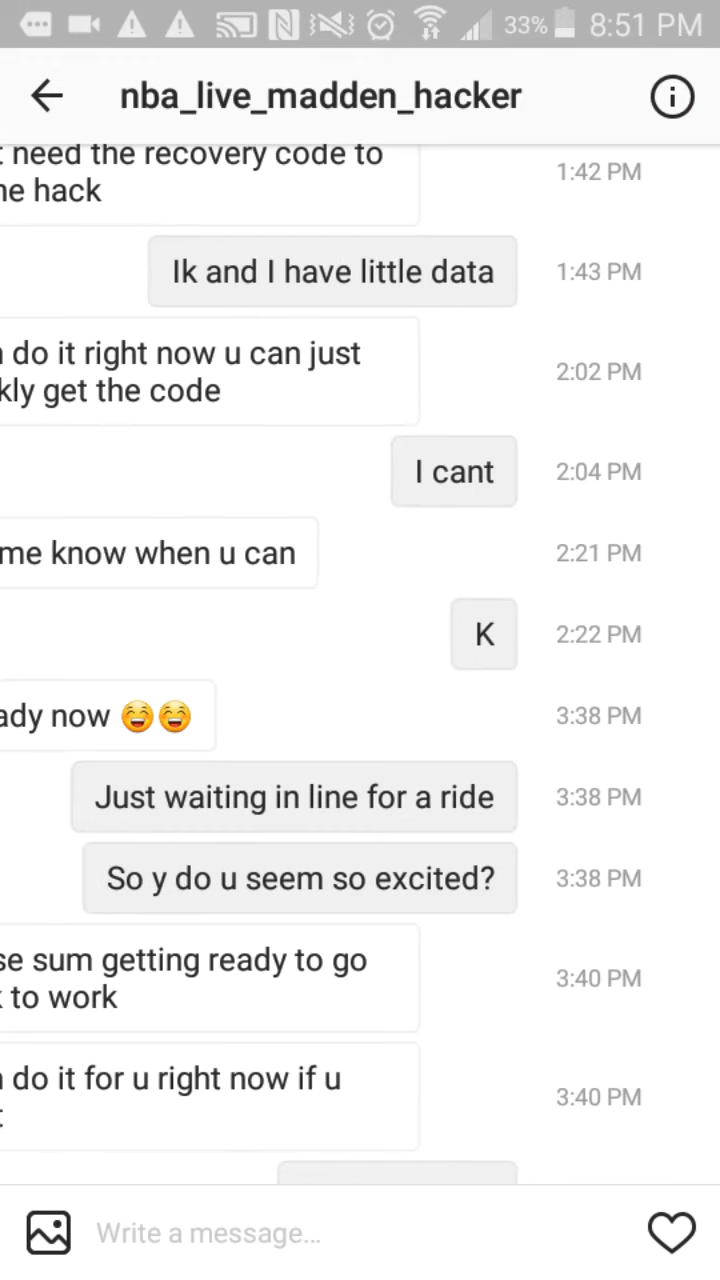 33% 8:51 PM
nba_live_madden_hacker
need the recovery code to
hack
1:42 PM
Ik and I have little data
1:43 PM
do it right now u can just
get the code
2:02 PM
I cant
2:04 PM
me know when u can
2:21 PM
K
2:22 PM
now
3:38 PM
Just waiting in line for a ride
3:38 PM
So y do u seem so excited?
3:38 PM
sum getting ready to go
to work
3:40 PM
do it for u right now if u
3:40 PM
Write a message...